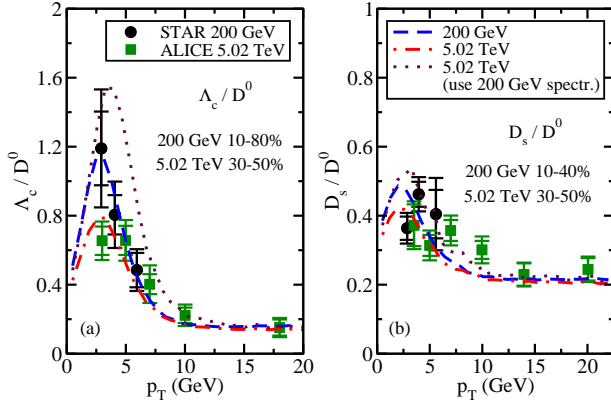 STAR 200 GeV
ALICE 5.02 TeV
Λc / D0
200 GeV 10-80%
5.02 TeV 30-50%
Λc / D0
1.6
1.2
0.8
0.4
0
(a)
0 5 10 15 20
pT (GeV)
200 GeV
5.02 TeV
5.02 TeV
(use 200 GeV spectr.)
Ds / D0
200 GeV 10-40%
5.02 TeV 30-50%
Ds / D0
1
0.8
0.6
0.4
0.2
0
(b)
0 5 10 15 20
pT (GeV)